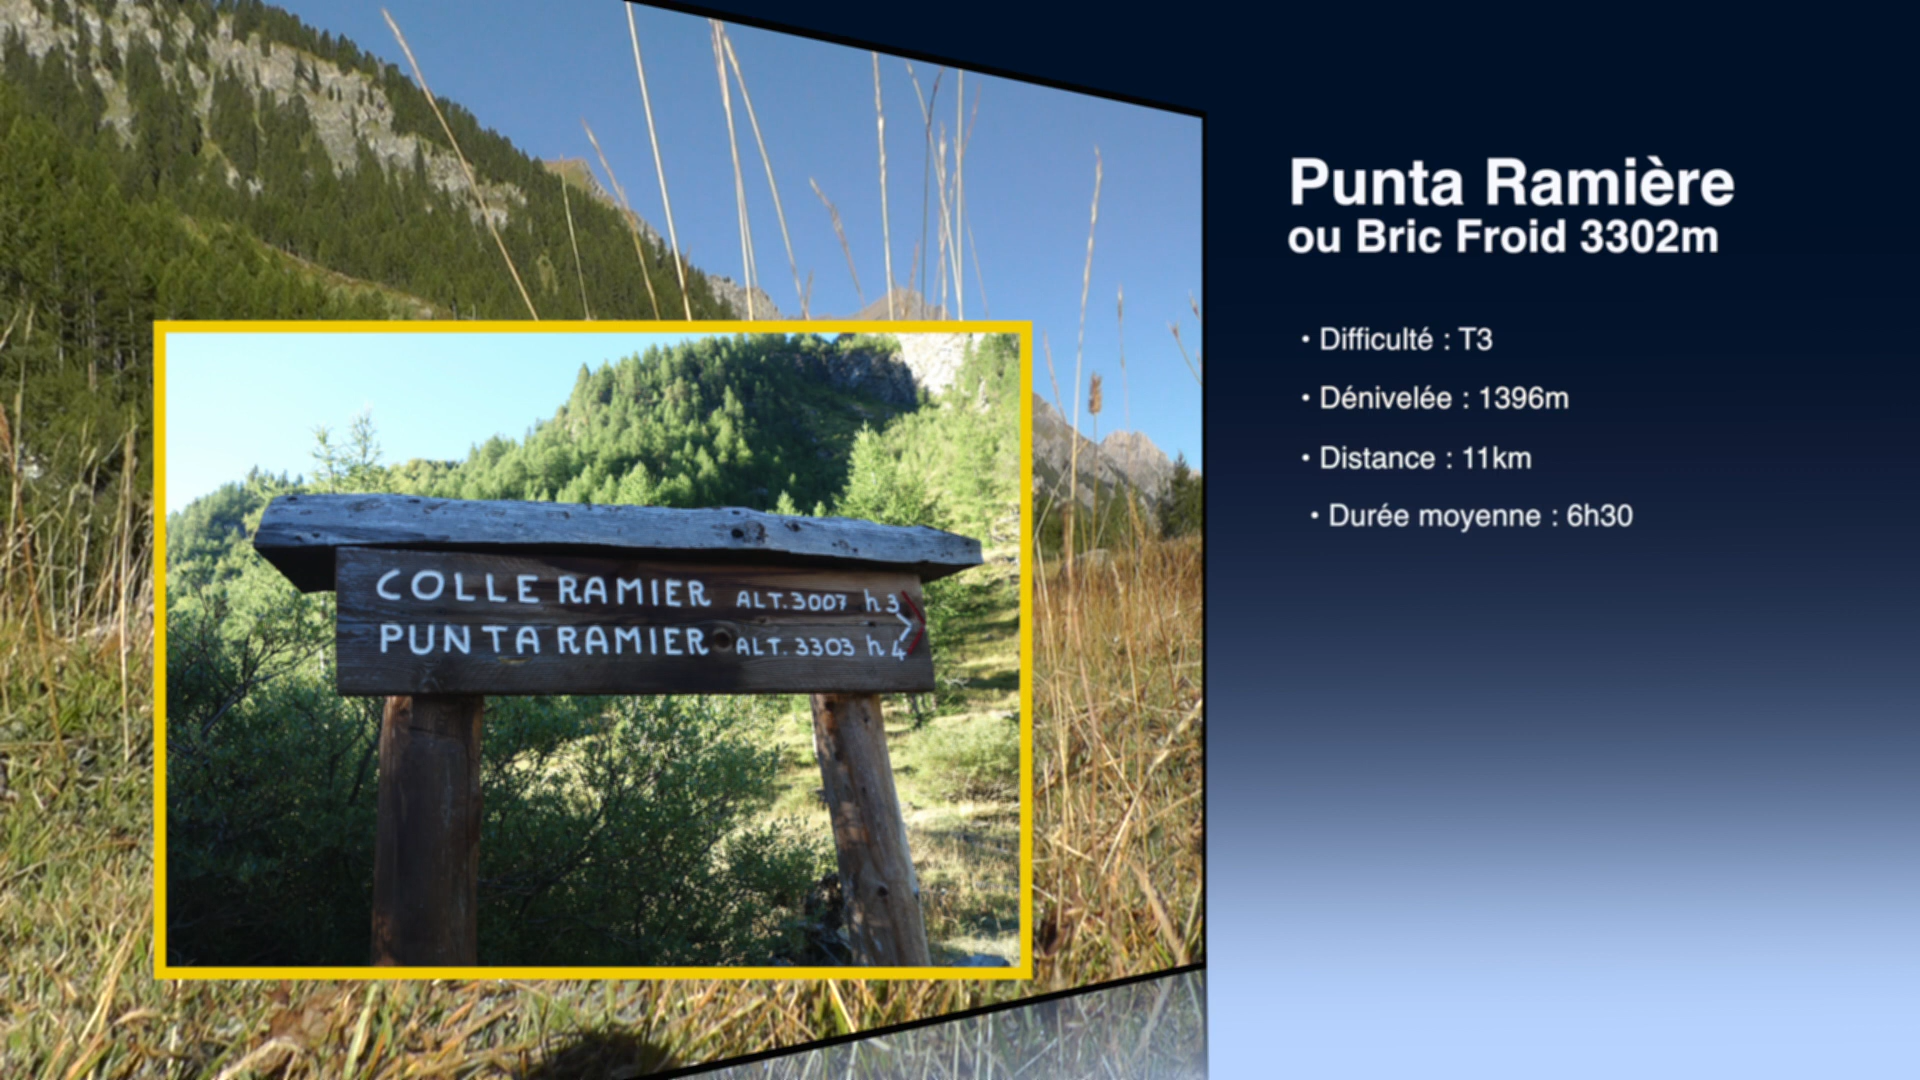 Punta Ramière
ou Bric Froid 3302m
• Difficulté : T3
• Dénivelée : 1396m
• Distance : 11km
• Durée moyenne : 6h30
COLLE RAMIER ALT. 3007 h 3
PUNTA RAMIER ALT. 3303 h 4